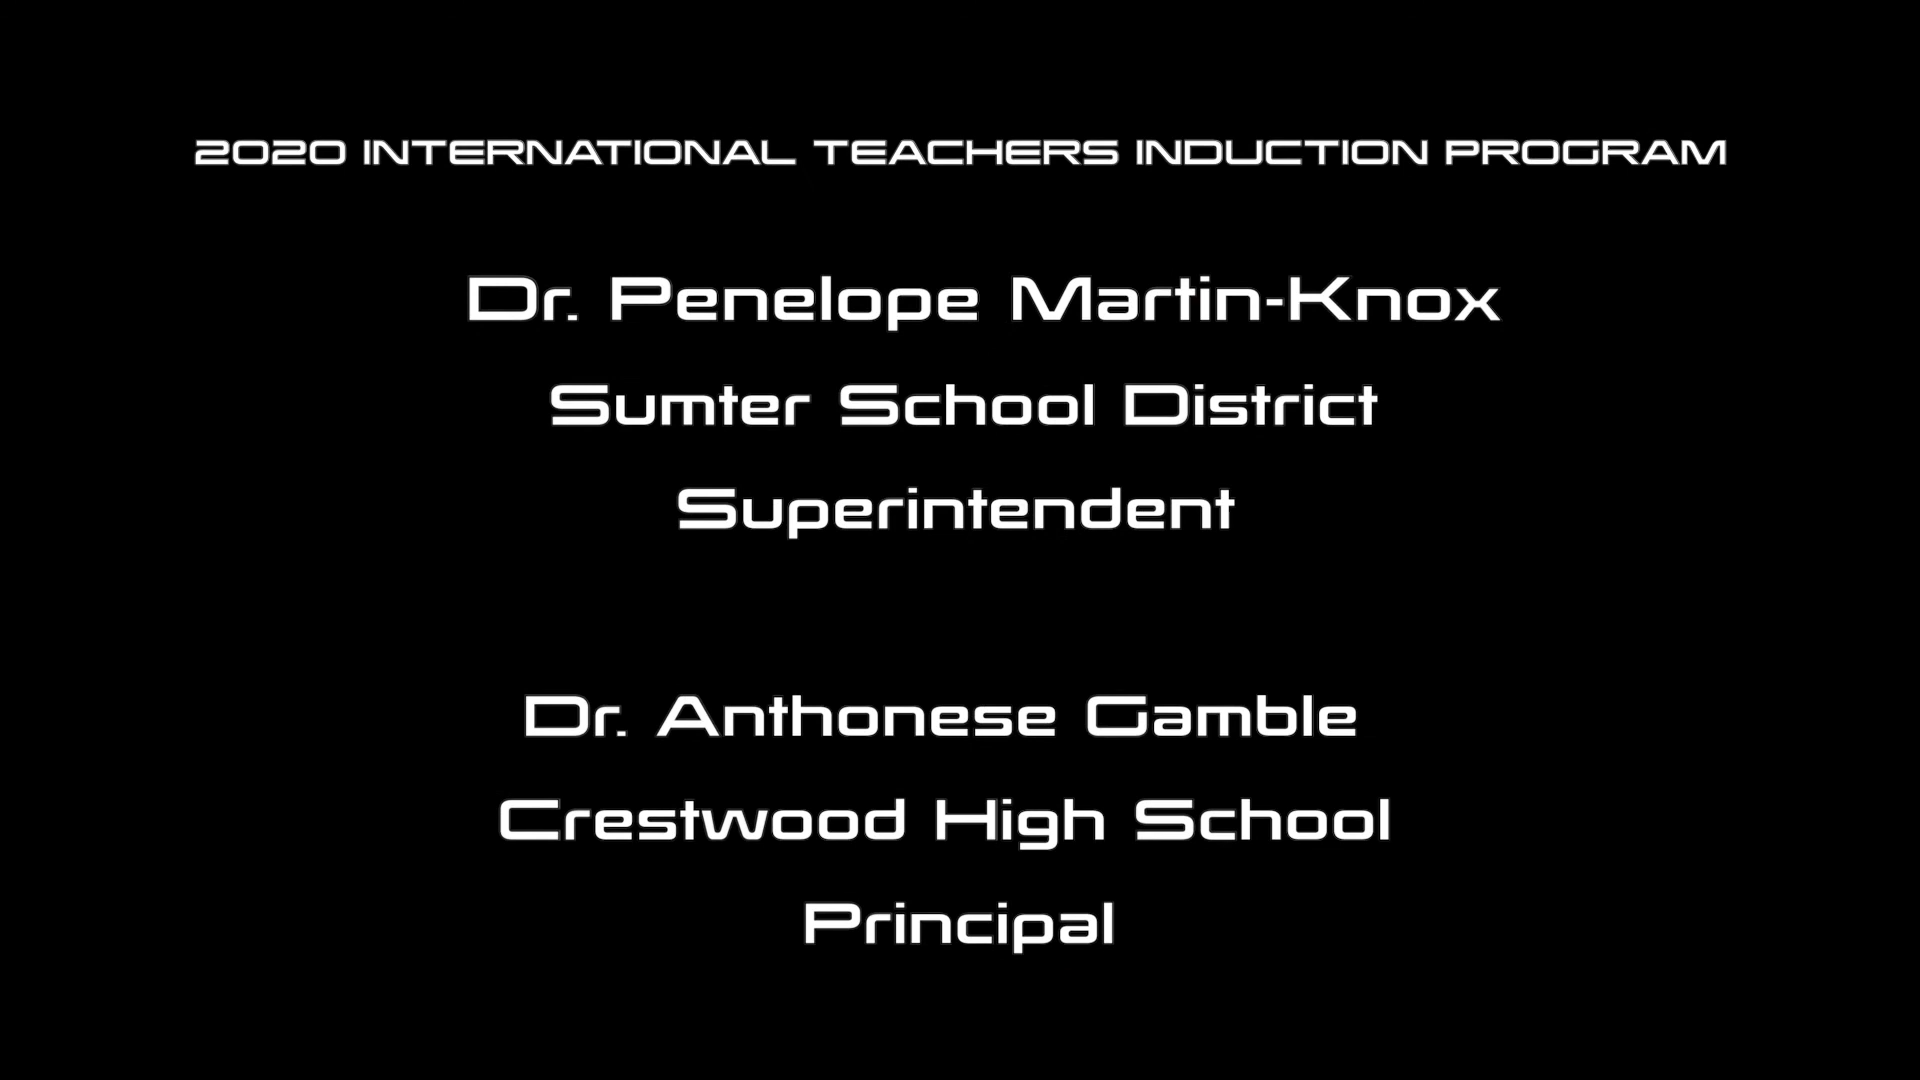 2020 INTERNATIONAL TEACHERS INDUCTION PROGRAM
Dr. Penelope Martin-Knox
Sumter School District
Superintendent
Dr. Anthonese Gamble
Crestwood High School
Principal